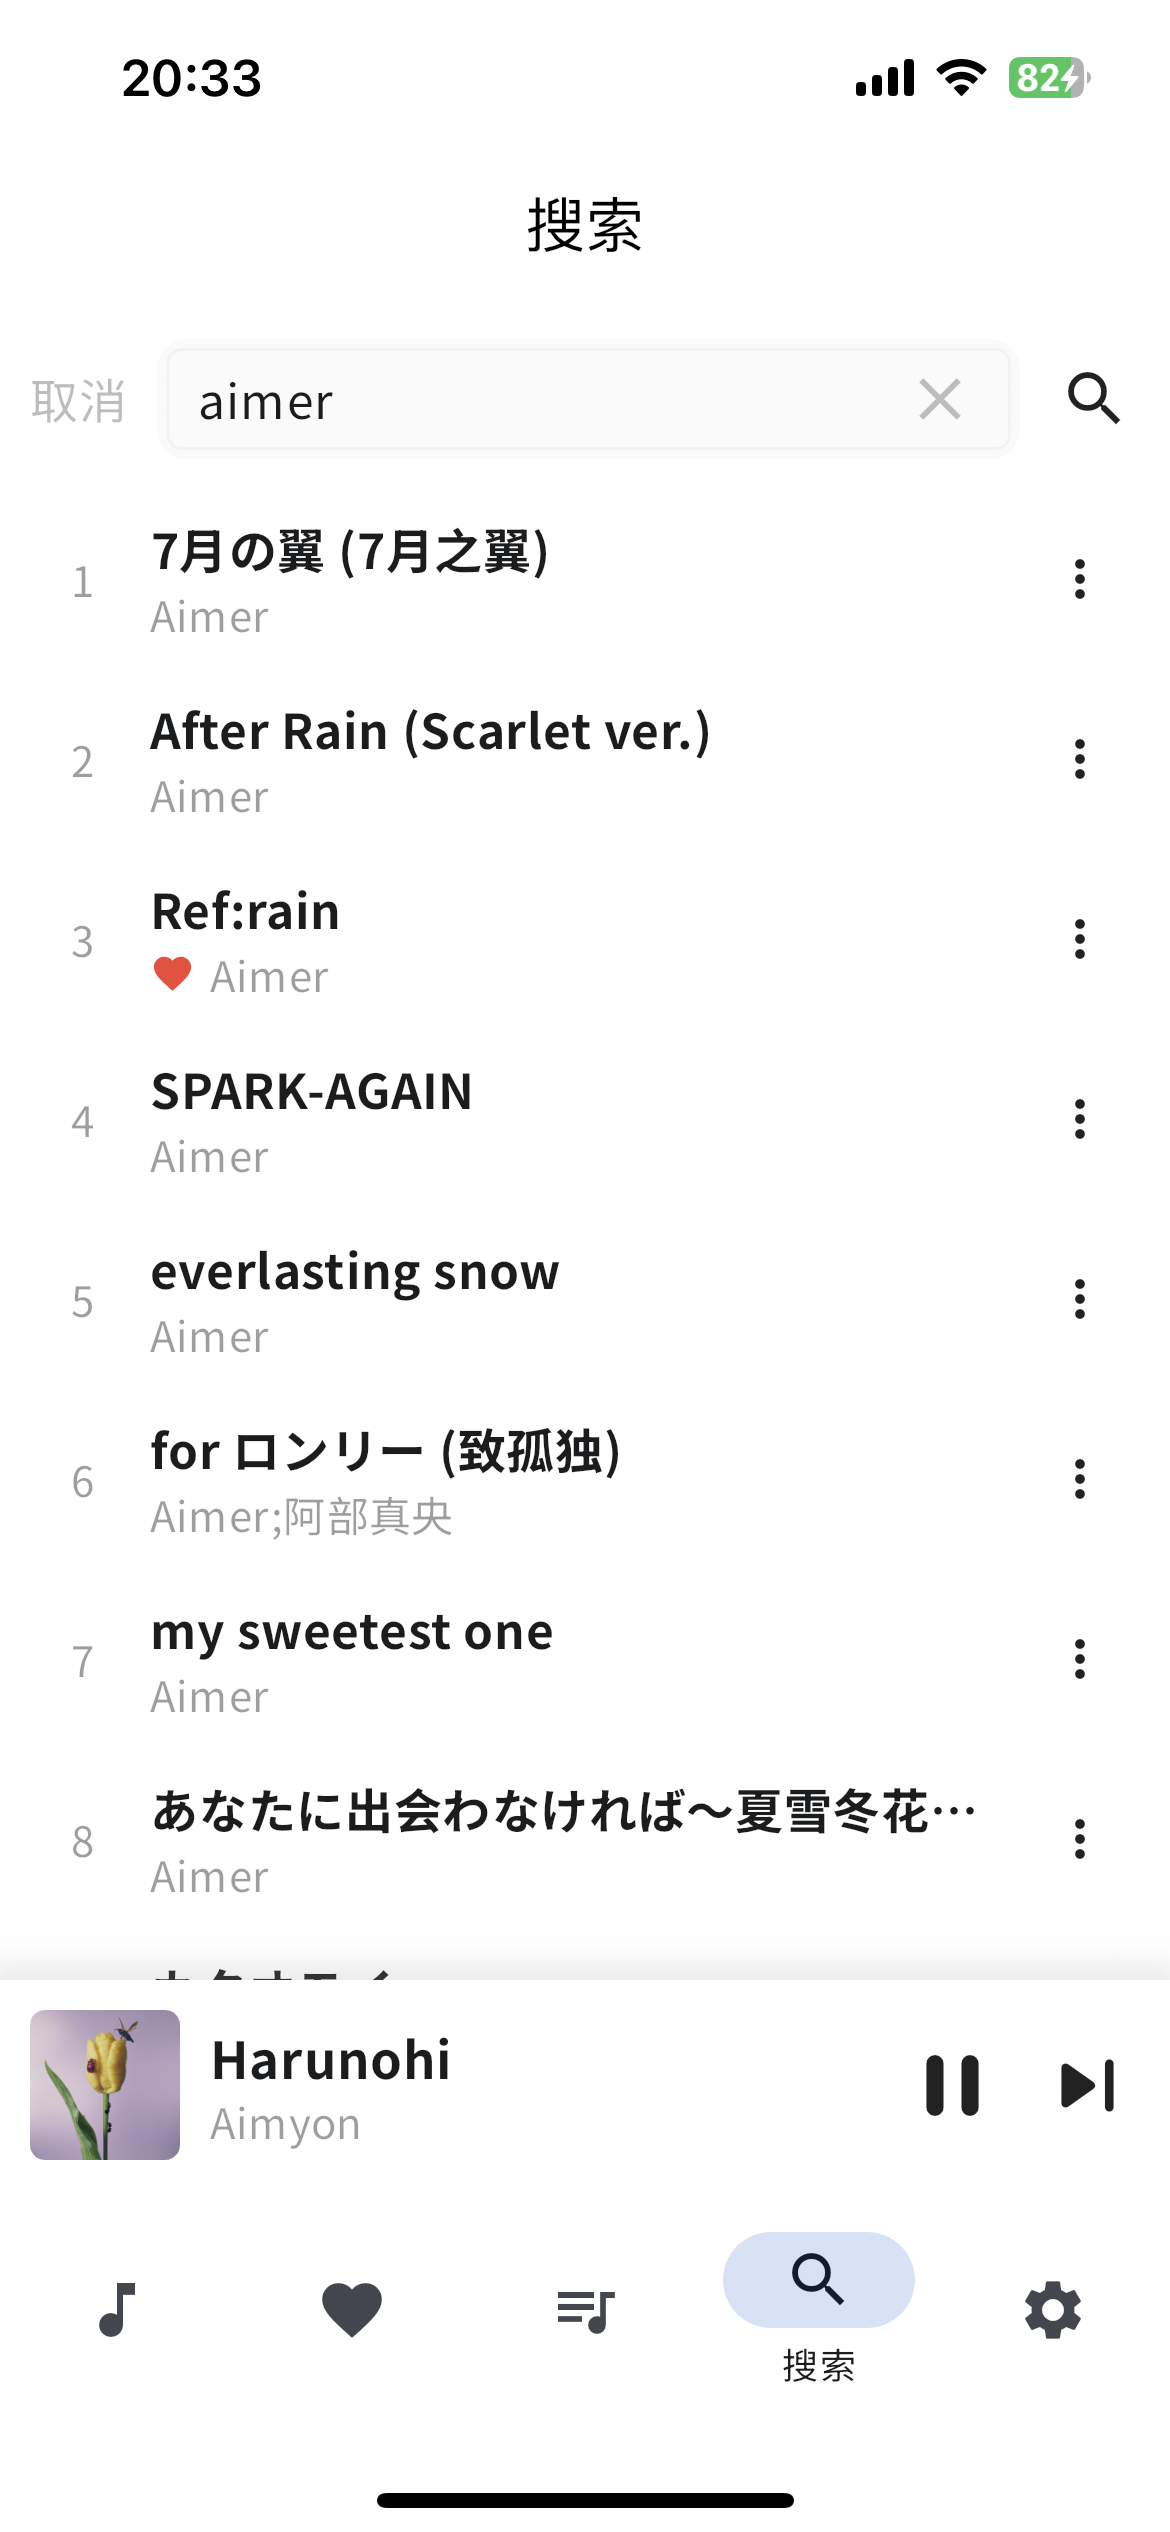 20:33
82
搜索
取消
aimer
1
7月の翼 (7月之翼)
Aimer
2
After Rain (Scarlet ver.)
Aimer
3
Ref:rain
Aimer
4
SPARK-AGAIN
Aimer
5
everlasting snow
Aimer
6
for ロンリー (致孤独)
Aimer;阿部真央
7
my sweetest one
Aimer
8
あなたに出会わなければ～夏雪冬花…
Aimer
Harunohi
Aimyon
搜索